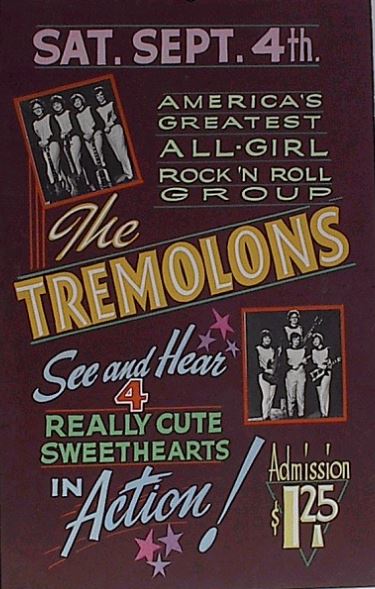 SAT. SEPT. 4th.
AMERICA'S
GREATEST
ALL-GIRL
ROCK 'N ROLL
GROUP
The
TREMOLONS
See and Hear
4
REALLY CUTE
SWEETHEARTS
IN Action!
Admission
$1.25